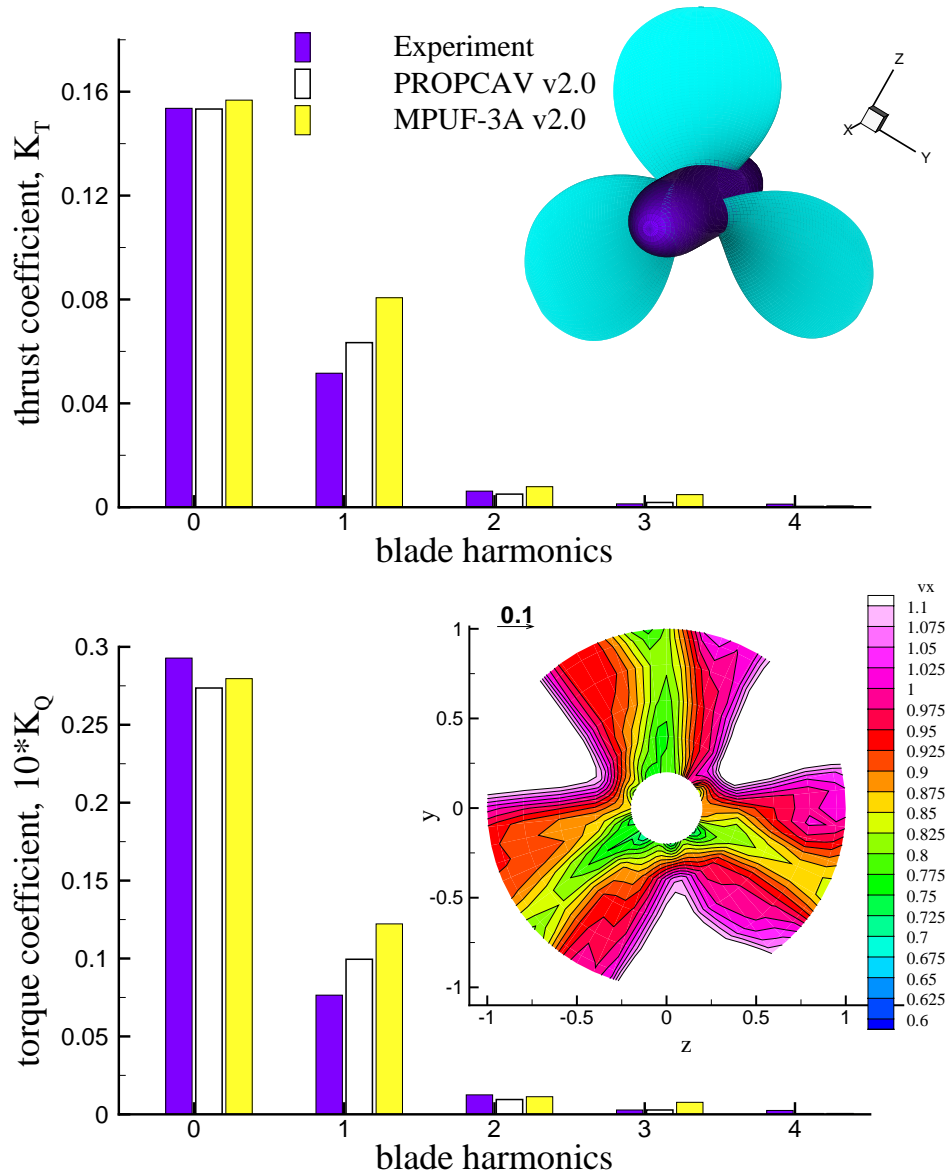 Experiment
PROPCAV v2.0
MPUF-3A v2.0
Z
X
Y
thrust coefficient, K_T
0.16
0.12
0.08
0.04
0
0 1 2 3 4
blade harmonics
torque coefficient, 10*K_Q
0.3
0.25
0.2
0.15
0.1
0.05
0
0 1 2 3 4
blade harmonics
0.1
y
1
0.5
0
-0.5
-1
-1 -0.5 0 0.5 1
z
vx
1.1
1.075
1.05
1.025
1
0.975
0.95
0.925
0.9
0.875
0.85
0.825
0.8
0.775
0.75
0.725
0.7
0.675
0.65
0.625
0.6